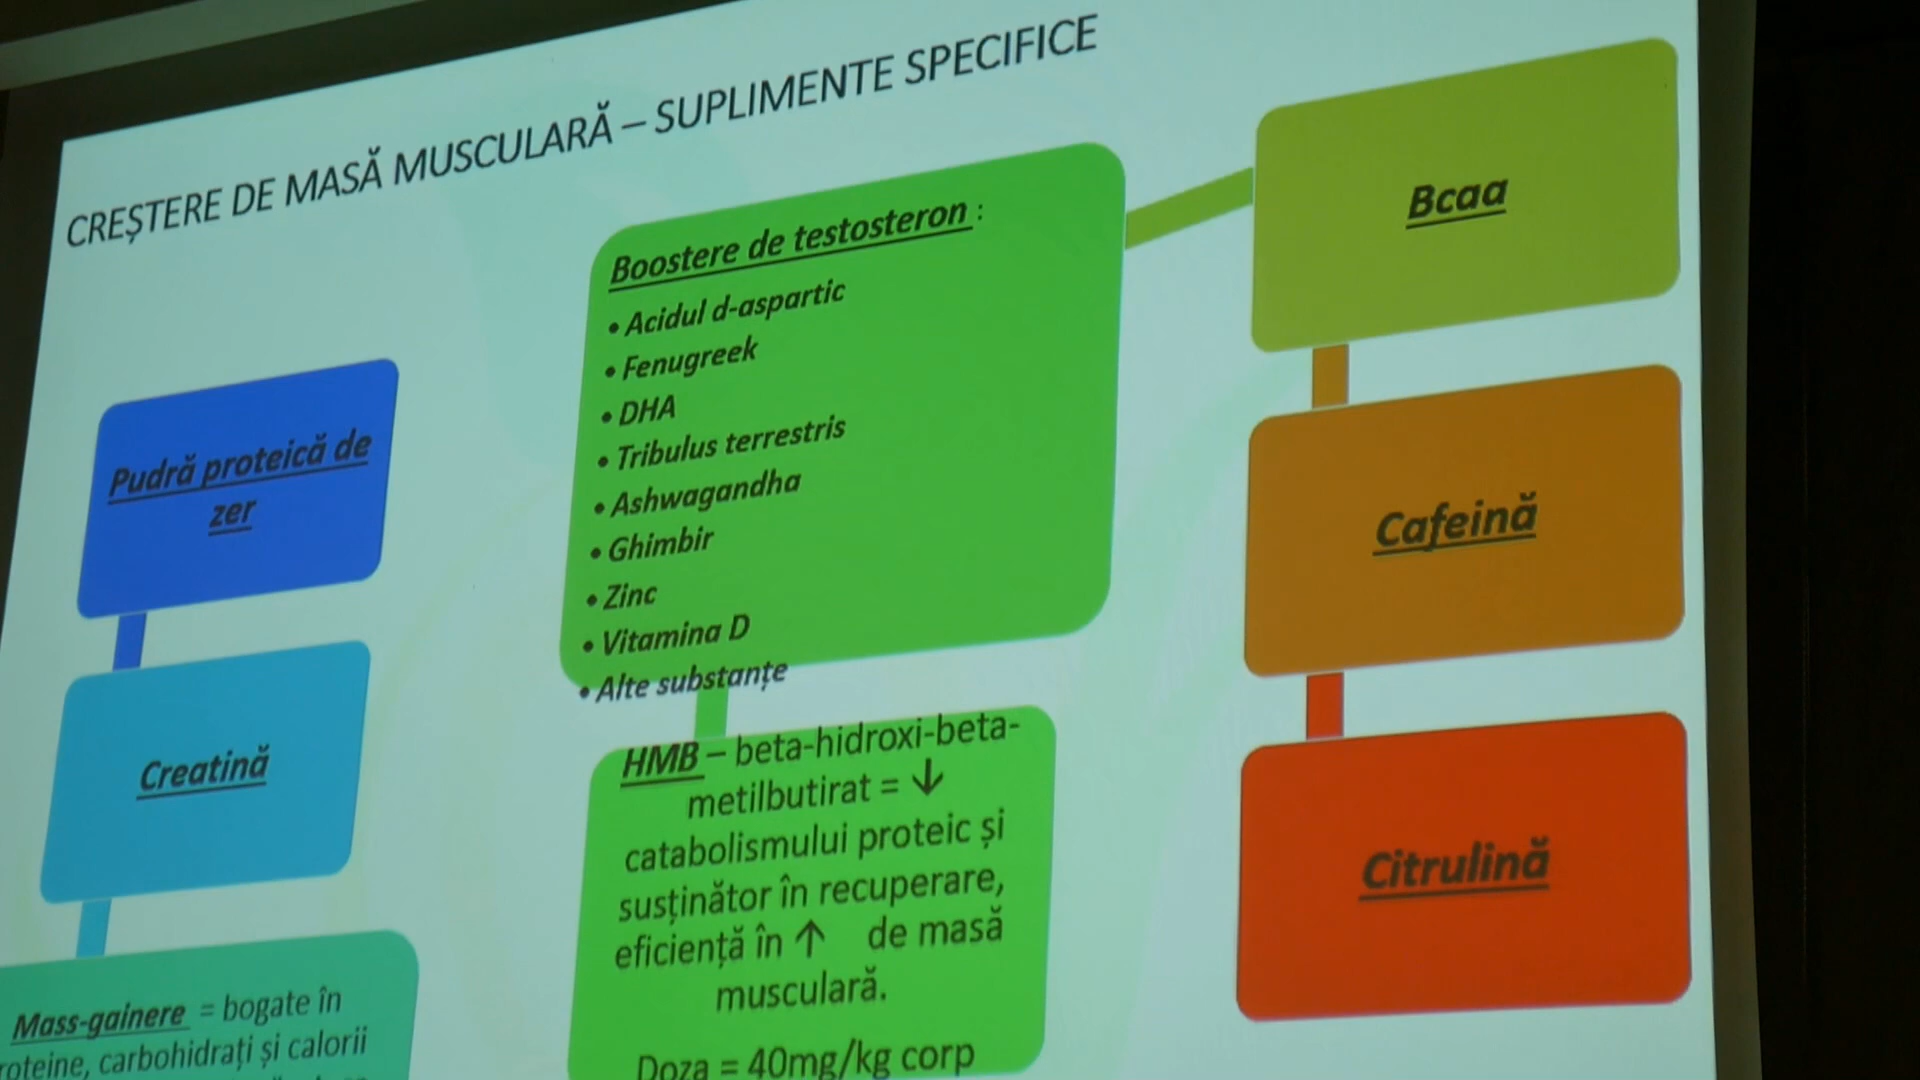 CREȘTERE DE MASĂ MUSCULARĂ – SUPLIMENTE SPECIFICE
Pudră proteică de
zer
Creatină
Mass-gainere = bogate în
carbohidrați și calorii
Boostere de testosteron :
• Acidul d-aspartic
• Fenugreek
• DHA
• Tribulus terrestris
• Ashwagandha
• Ghimbir
• Zinc
• Vitamina D
• Alte substanțe
HMB – beta-hidroxi-beta-
metilbutirat = ↓
catabolismului proteic și
susținător în recuperare,
eficiență în ↑ de masă
musculară.
Doza = 40mg/kg corp
Bcaa
Cafeină
Citrulină